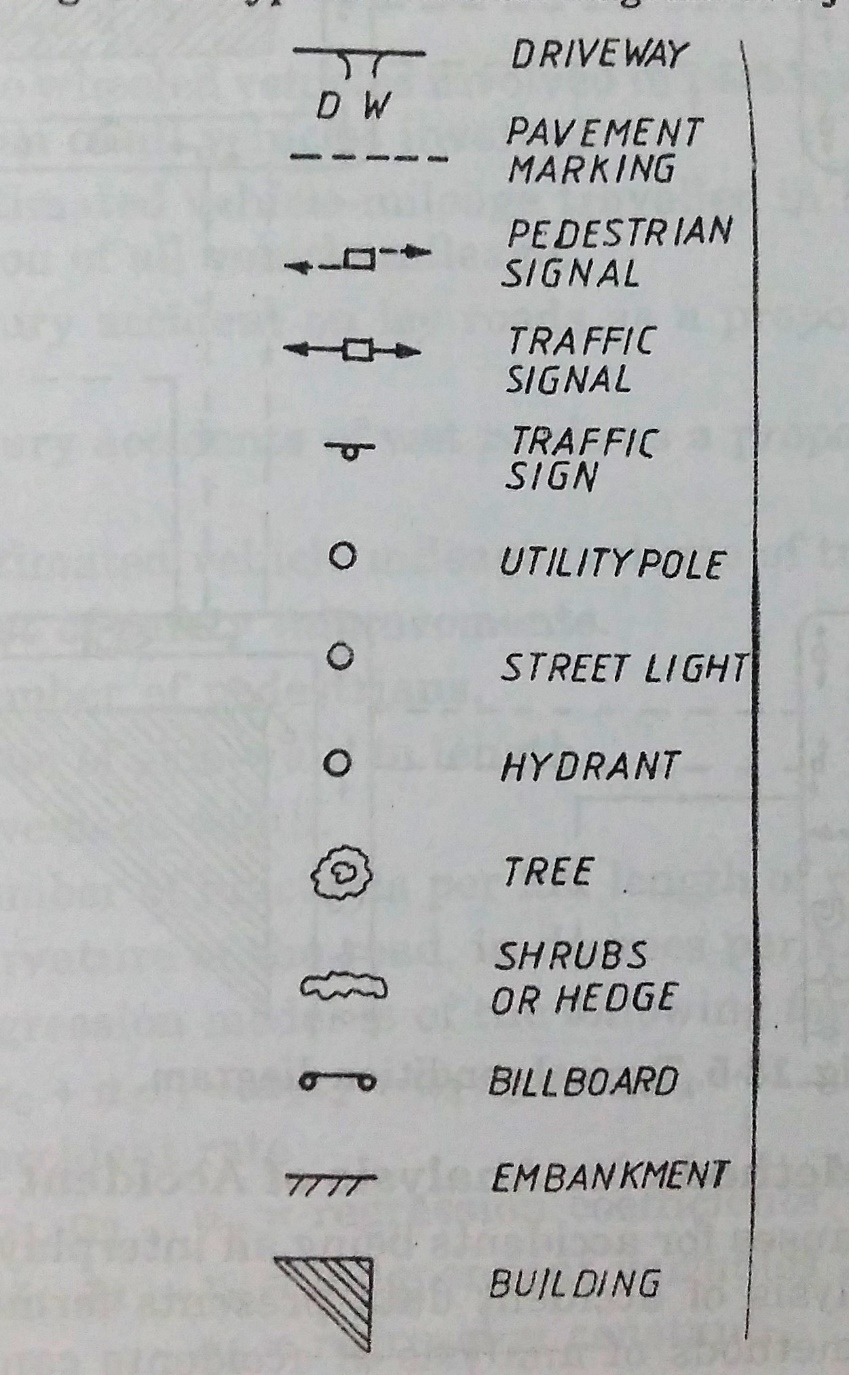 DRIVEWAY
D W
PAVEMENT
MARKING
PEDESTRIAN
SIGNAL
TRAFFIC
SIGNAL
TRAFFIC
SIGN
UTILITY POLE
STREET LIGHT
HYDRANT
TREE
SHRUBS
OR HEDGE
BILLBOARD
EMBANKMENT
BUILDING